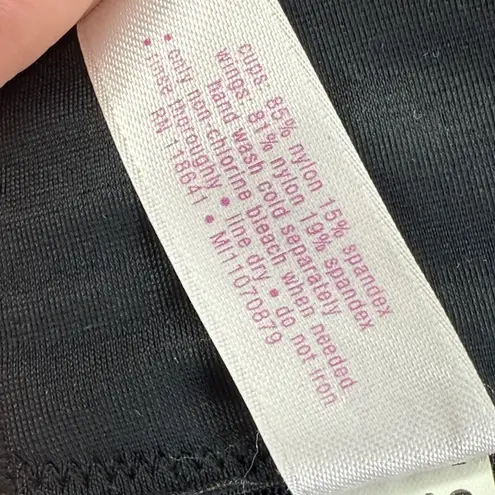 cups: 85% nylon 15% spandex
wings: 81% nylon 19% spandex
hand wash cold separately
• only non-chlorine bleach when needed
• rinse thoroughly • line dry • do not iron
RN 118641 • MI11070879